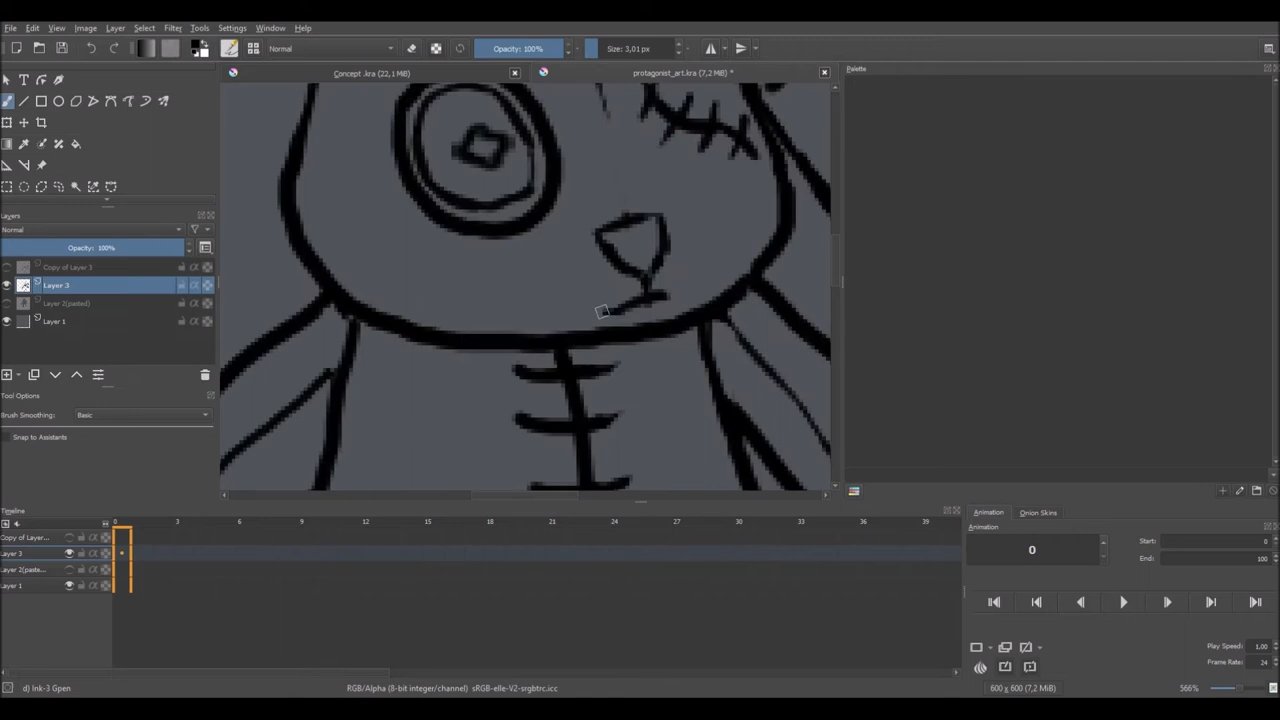 File Edit View Image Layer Select Filter Tools Settings Window Help
Normal Opacity: 100% Size: 3,01 px
Concept .kra (22,1 MiB) protagonist_art.kra (7,2 MiB) *
Palette
Layers
Normal
Opacity: 100%
Copy of Layer 3
Layer 3
Layer 2(pasted)
Layer 1
Tool Options
Brush Smoothing: Basic
Snap to Assistants
Timeline
0 3 6 9 12 15 18 21 24 27 30 33 36 39
Copy of Layer...
Layer 3
Layer 2(paste...
Layer 1
Animation Onion Skins
Animation
0
Start: 0
End: 100
Play Speed: 1,00
Frame Rate: 24
d) Ink-3 Gpen RGB/Alpha (8-bit integer/channel) sRGB-elle-V2-srgbtrc.icc 600 x 600 (7,2 MiB) 566%